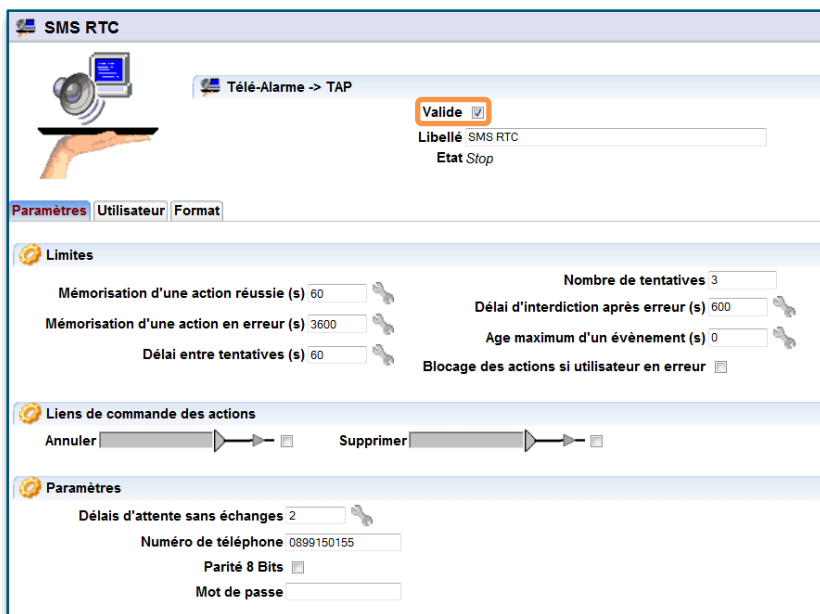 SMS RTC
Télé-Alarme -> TAP
Valide
Libellé SMS RTC
Etat Stop
Paramètres Utilisateur Format
Limites
Mémorisation d'une action réussie (s) 60
Mémorisation d'une action en erreur (s) 3600
Délai entre tentatives (s) 60
Nombre de tentatives 3
Délai d'interdiction après erreur (s) 600
Age maximum d'un évènement (s) 0
Blocage des actions si utilisateur en erreur
Liens de commande des actions
Annuler Supprimer
Paramètres
Délais d'attente sans échanges 2
Numéro de téléphone 0899150155
Parité 8 Bits
Mot de passe